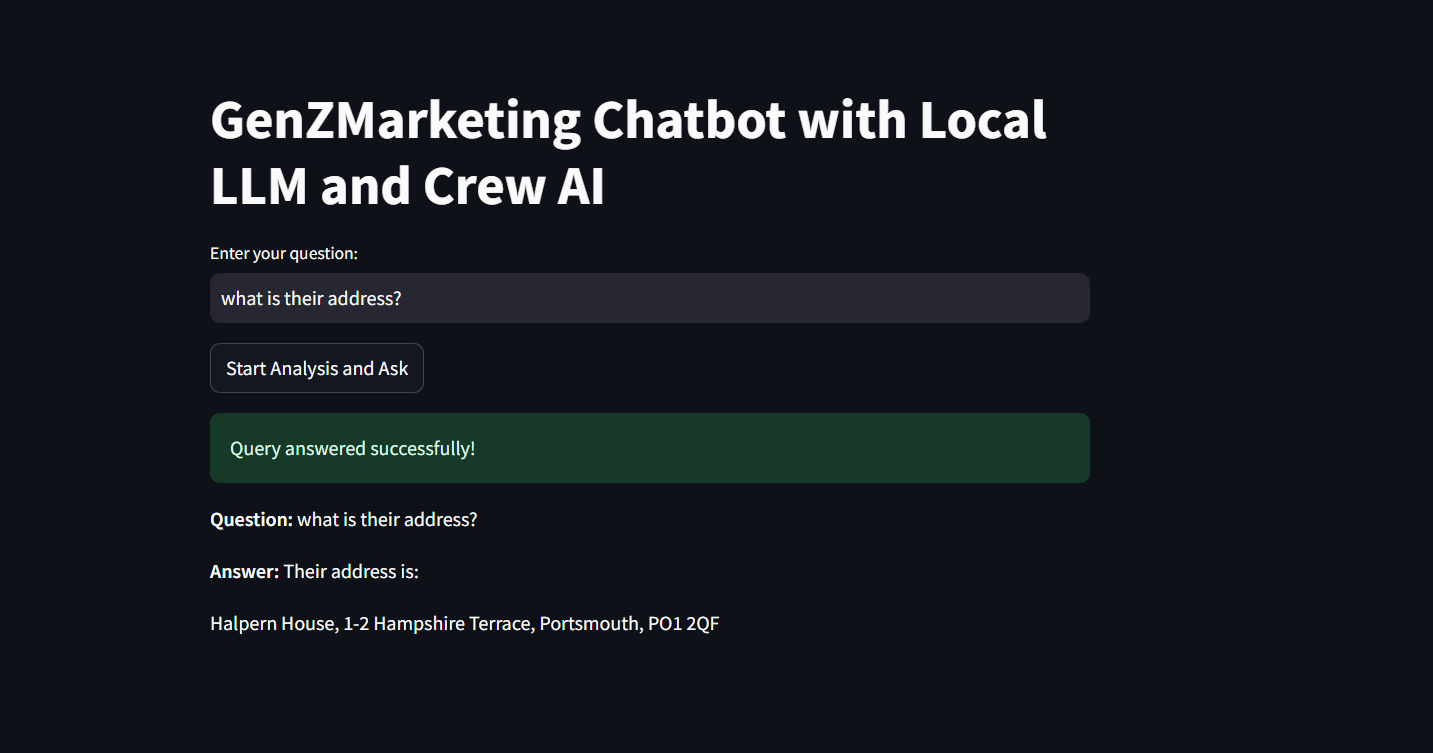 GenZMarketing Chatbot with Local
LLM and Crew AI
Enter your question:
what is their address?
Start Analysis and Ask
Query answered successfully!
Question: what is their address?
Answer: Their address is:
Halpern House, 1-2 Hampshire Terrace, Portsmouth, PO1 2QF